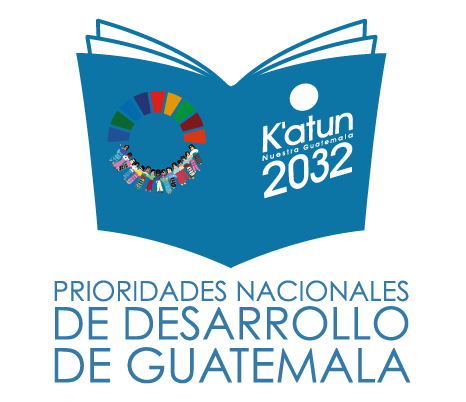 K'atun
Nuestra Guatemala
2032
PRIORIDADES NACIONALES
DE DESARROLLO
DE GUATEMALA